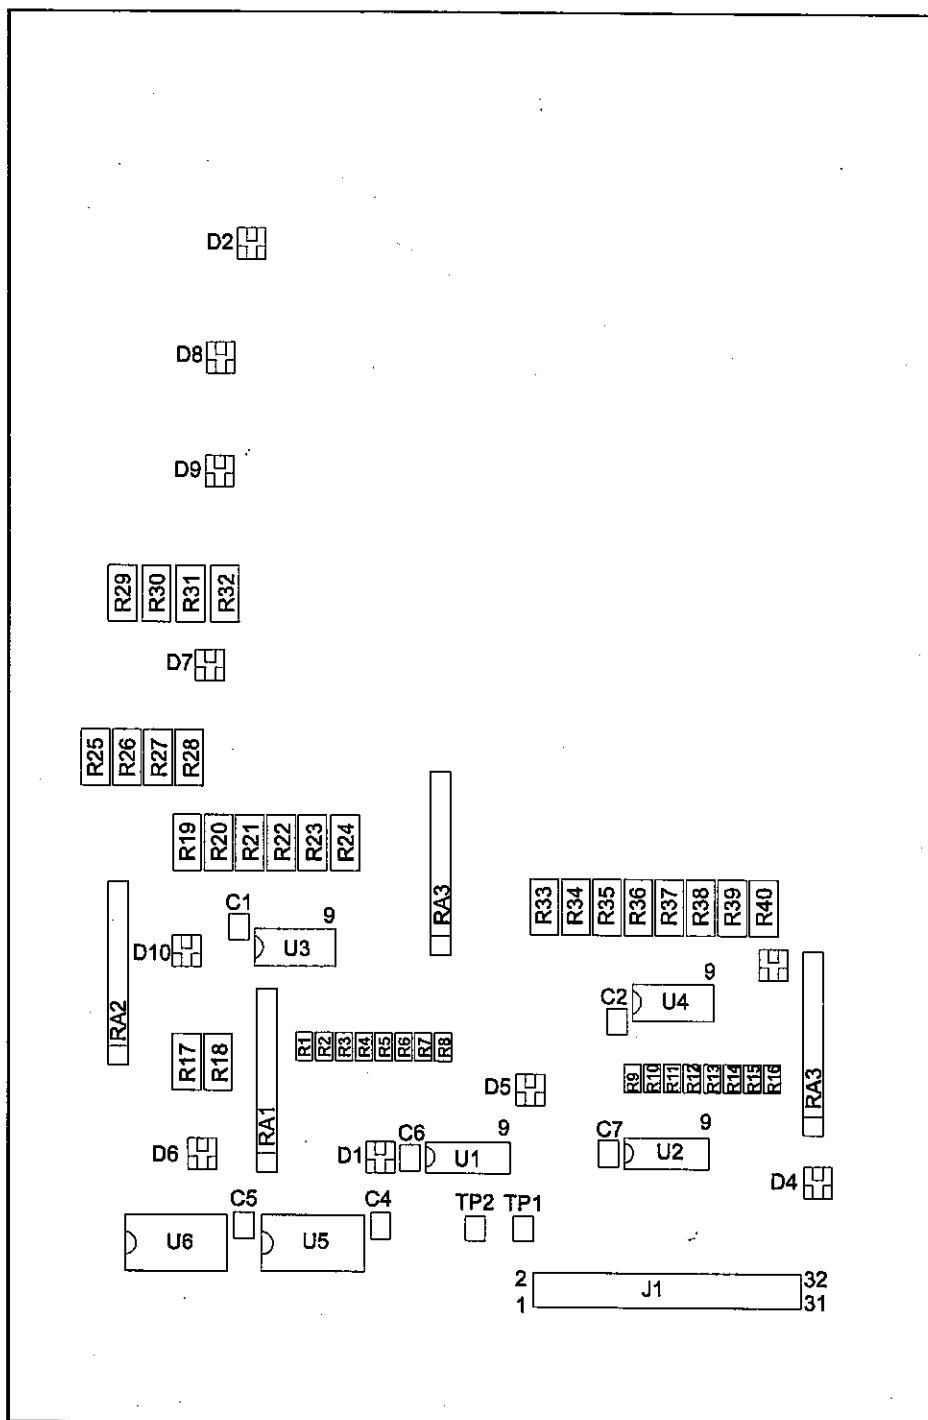 D2
D8
D9
R29 R30 R31 R32
D7
R25 R26 R27 R28
R19 R20 R21 R22 R23 R24
RA3
R33 R34 R35 R36 R37 R38 R39 R40
C1 9
D10 U3
RA2
C2 9
U4
R17 R18
RA1
R1 R2 R3 R4 R5 R6 R7 R8
D5
R9 R10 R11 R12 R13 R14 R15 R16
RA3
D6
D1 C6 9
U1
C7 9
U2
D4
C5 C4 TP2 TP1
U6 U5
2 J1 32
1 31